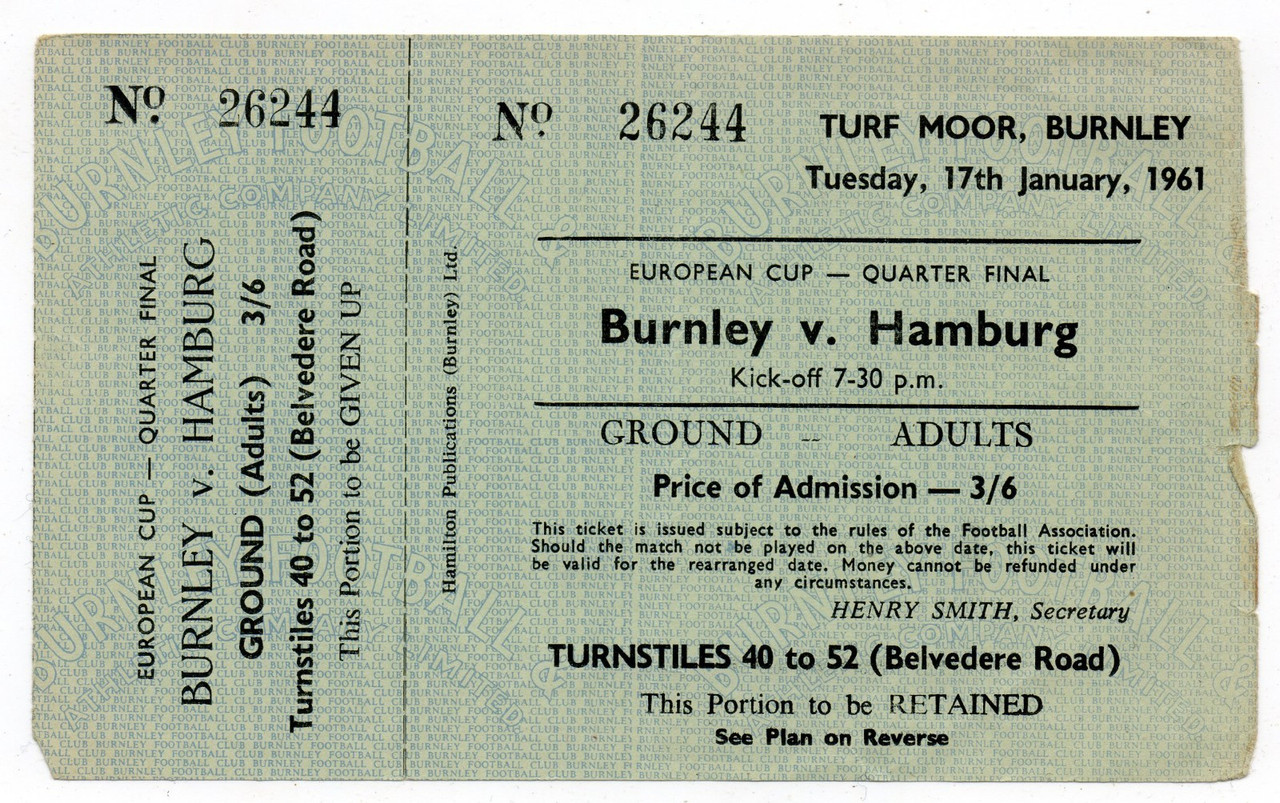 Nº 26244
EUROPEAN CUP — QUARTER FINAL
BURNLEY v. HAMBURG
GROUND (Adults) 3/6
Turnstiles 40 to 52 (Belvedere Road)
This Portion to be GIVEN UP
Hamilton Publications (Burnley) Ltd.
Nº 26244
TURF MOOR, BURNLEY
Tuesday, 17th January, 1961
EUROPEAN CUP — QUARTER FINAL
Burnley v. Hamburg
Kick-off 7-30 p.m.
GROUND -- ADULTS
Price of Admission — 3/6
This ticket is issued subject to the rules of the Football Association.
Should the match not be played on the above date, this ticket will
be valid for the rearranged date. Money cannot be refunded under
any circumstances.
HENRY SMITH, Secretary
TURNSTILES 40 to 52 (Belvedere Road)
This Portion to be RETAINED
See Plan on Reverse
BURNLEY FOOTBALL &
ATHLETIC COMPANY LIMITED.